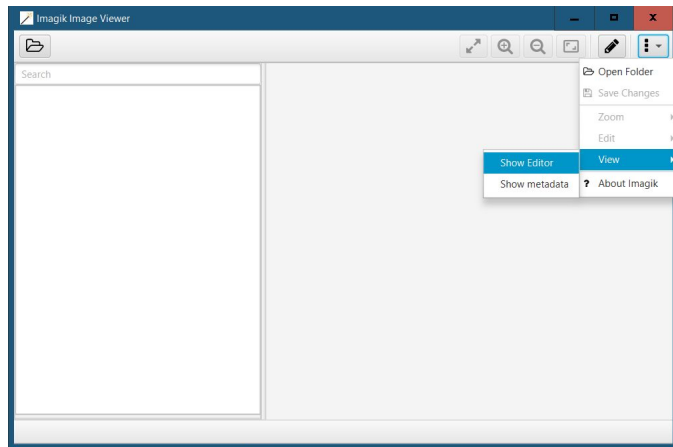 Imagik Image Viewer
Search
Open Folder
Save Changes
Zoom
Edit
View
Show Editor
Show metadata
? About Imagik